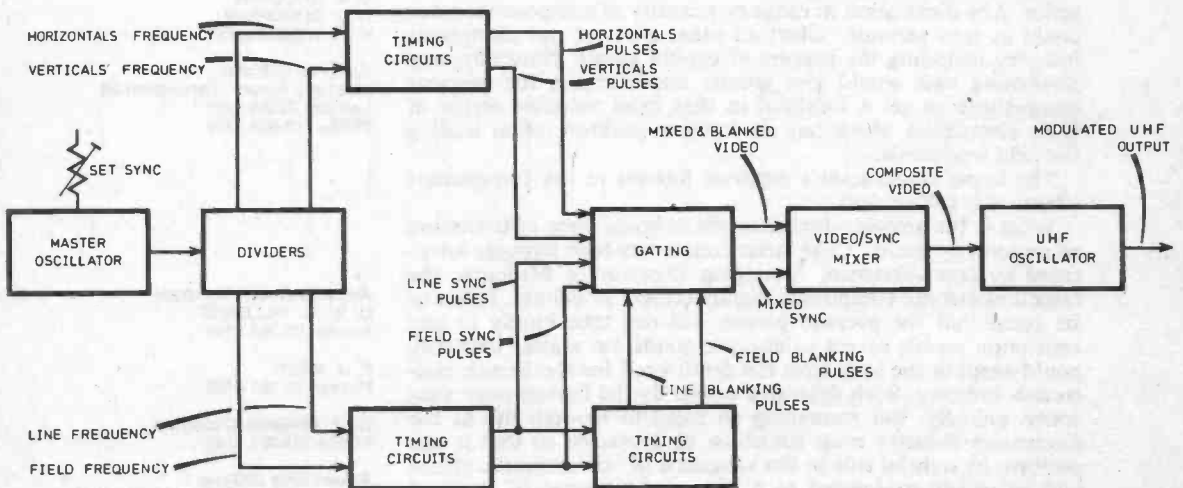 HORIZONTALS FREQUENCY
VERTICALS' FREQUENCY
TIMING
CIRCUITS
HORIZONTALS
PULSES
VERTICALS
PULSES
SET SYNC
MASTER
OSCILLATOR
DIVIDERS
MIXED & BLANKED
VIDEO
MODULATED UHF
OUTPUT
COMPOSITE
VIDEO
GATING
VIDEO/SYNC
MIXER
UHF
OSCILLATOR
LINE SYNC
PULSES
MIXED
SYNC
FIELD SYNC
PULSES
FIELD BLANKING
PULSES
LINE BLANKING
PULSES
LINE FREQUENCY
FIELD FREQUENCY
TIMING
CIRCUITS
TIMING
CIRCUITS